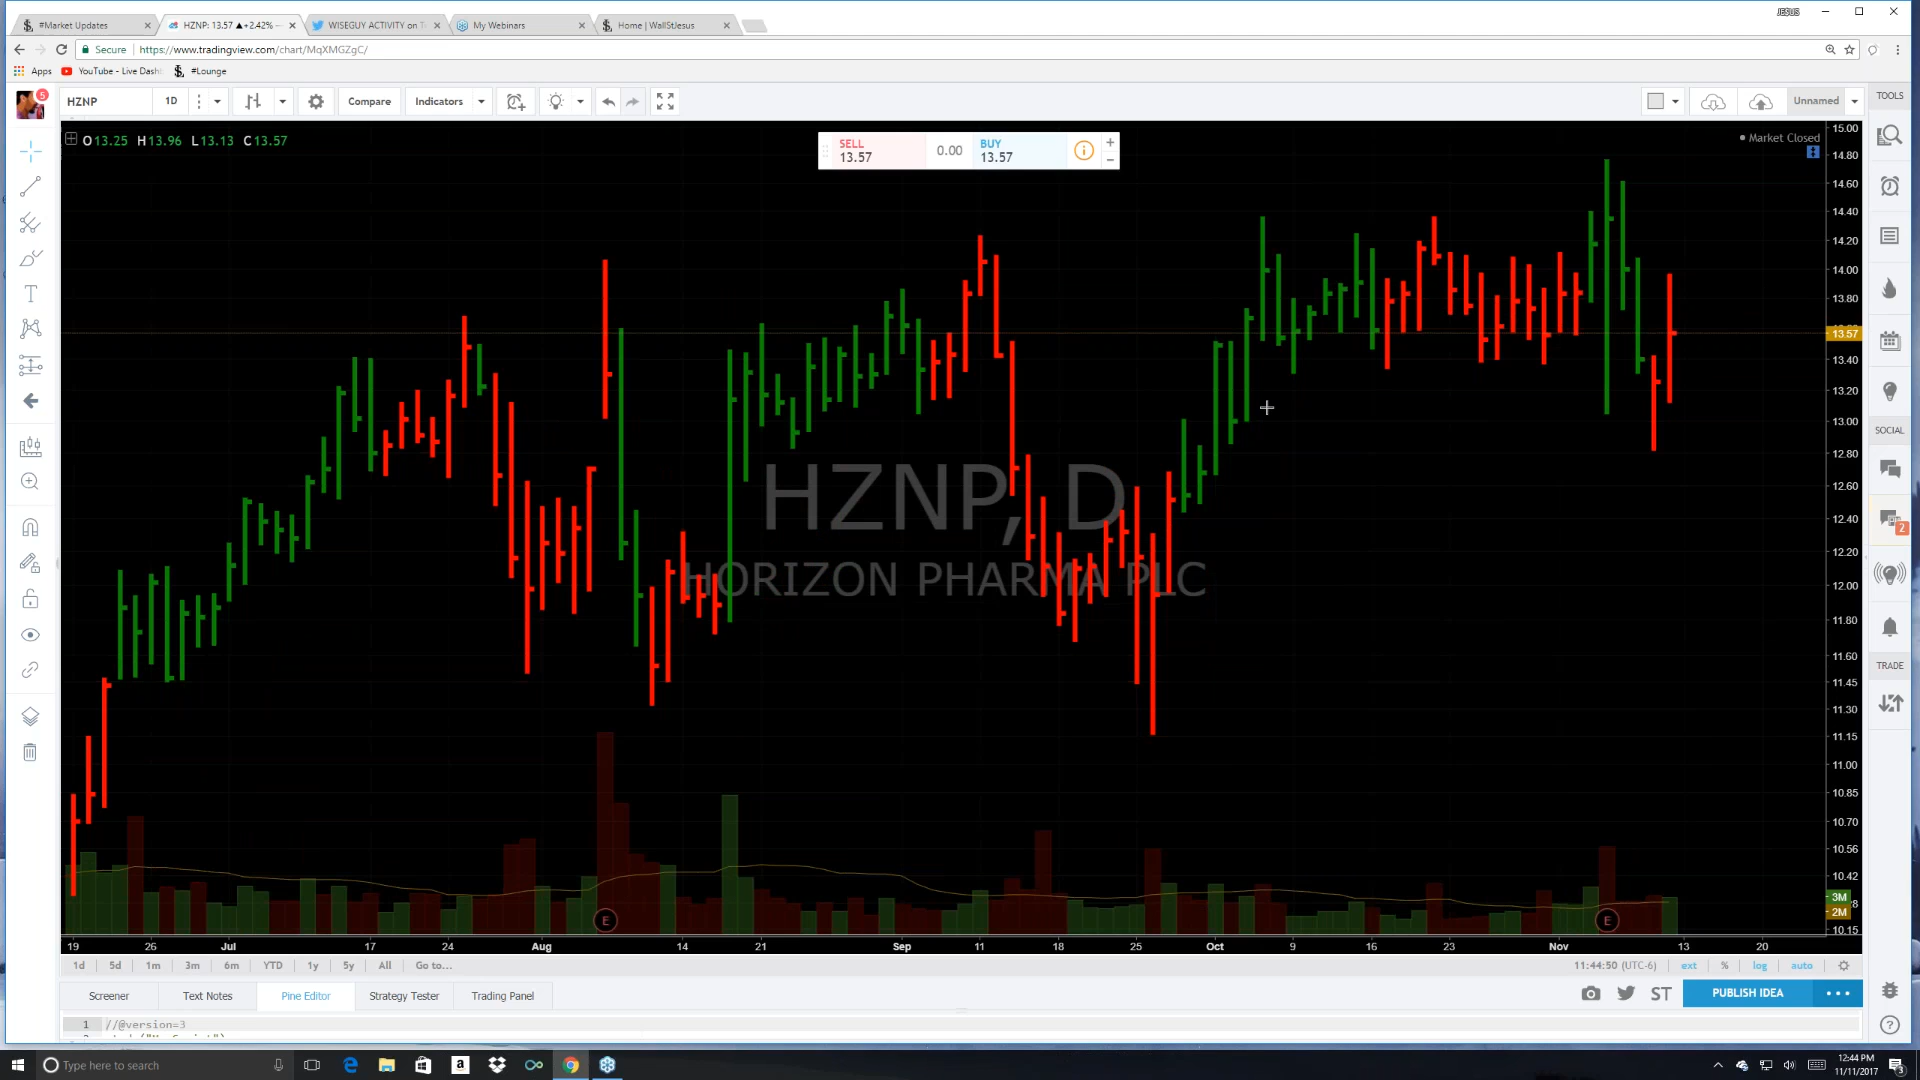 JESUS
#Market Updates
HZNP: 13.57 ▲+2.42% –
WISEGUY ACTIVITY on T
My Webinars
Home | WallStJesus
Secure
https://www.tradingview.com/chart/MqXMGZgC/
Apps
YouTube - Live Dash
#Lounge
5
HZNP
1D
Compare
Indicators
Unnamed
TOOLS
O13.25 H13.96 L13.13 C13.57
SELL
13.57
0.00
BUY
13.57
Market Closed
HZNP, D
HORIZON PHARMA PLC
15.00
14.80
14.60
14.40
14.20
14.00
13.80
13.57
13.40
13.20
13.00
12.80
12.60
12.40
12.20
12.00
11.80
11.60
11.45
11.30
11.15
11.00
10.85
10.70
10.56
10.42
3M
2M
10.15
SOCIAL
2
TRADE
E
E
19
26
Jul
17
24
Aug
14
21
Sep
11
18
25
Oct
9
16
23
Nov
13
20
1d
5d
1m
3m
6m
YTD
1y
5y
All
Go to...
11:44:50 (UTC-6)
ext
%
log
auto
Screener
Text Notes
Pine Editor
Strategy Tester
Trading Panel
ST
PUBLISH IDEA
1 //@version=3
Type here to search
12:44 PM
11/11/2017
3